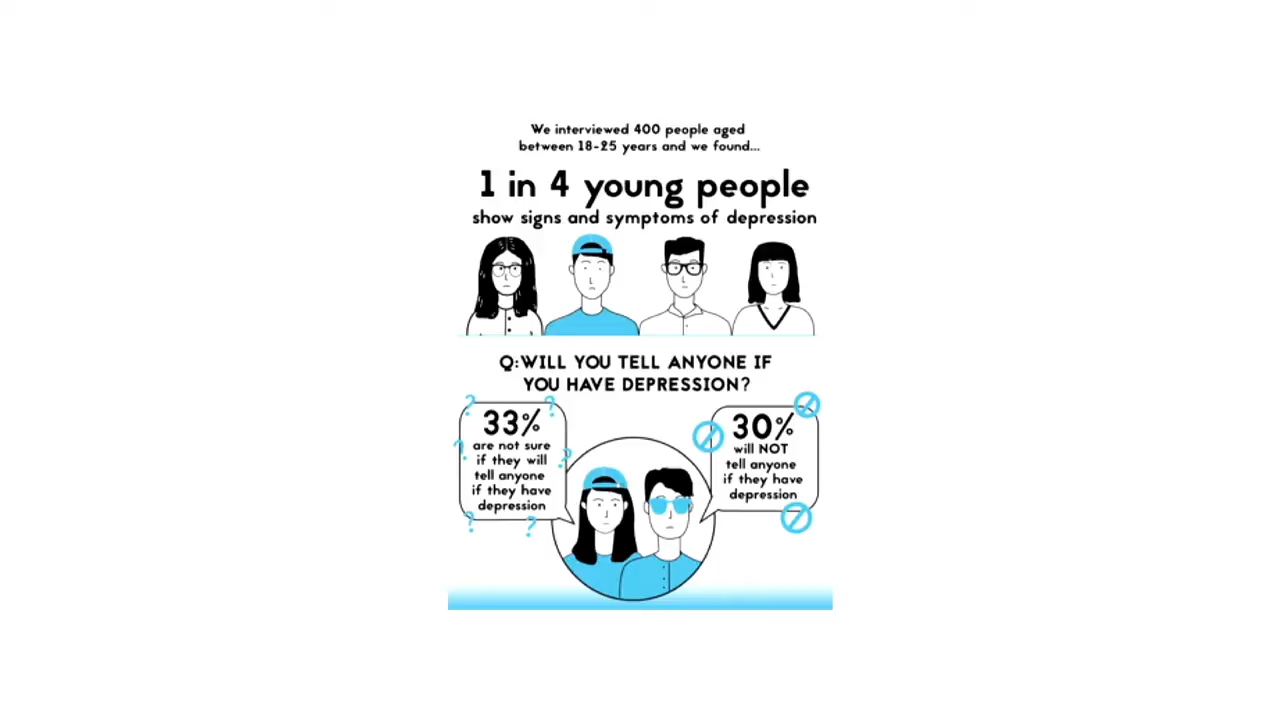 We interviewed 400 people aged
between 18-25 years and we found...
1 in 4 young people
show signs and symptoms of depression
Q:WILL YOU TELL ANYONE IF
YOU HAVE DEPRESSION?
33%
are not sure
if they will
tell anyone
if they have
depression
30%
will NOT
tell anyone
if they have
depression